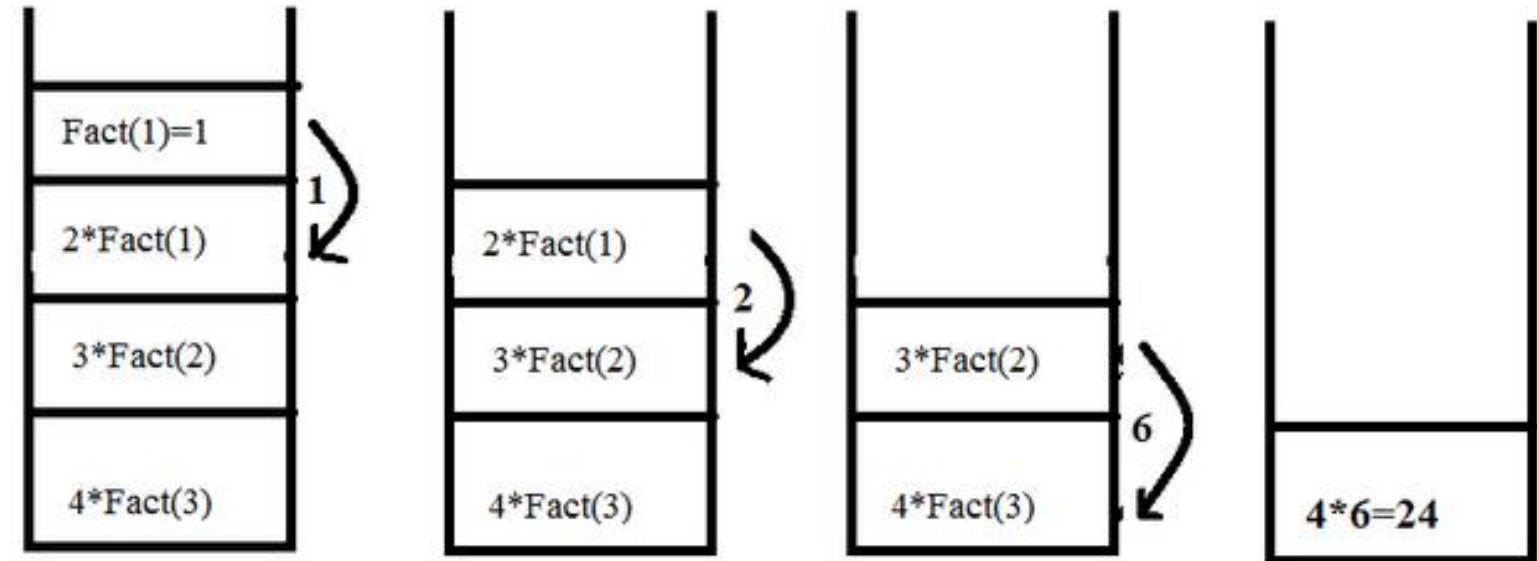 Fact(1)=1
1
2*Fact(1)
3*Fact(2)
4*Fact(3)
2*Fact(1)
2
3*Fact(2)
4*Fact(3)
3*Fact(2)
6
4*Fact(3)
4*6=24